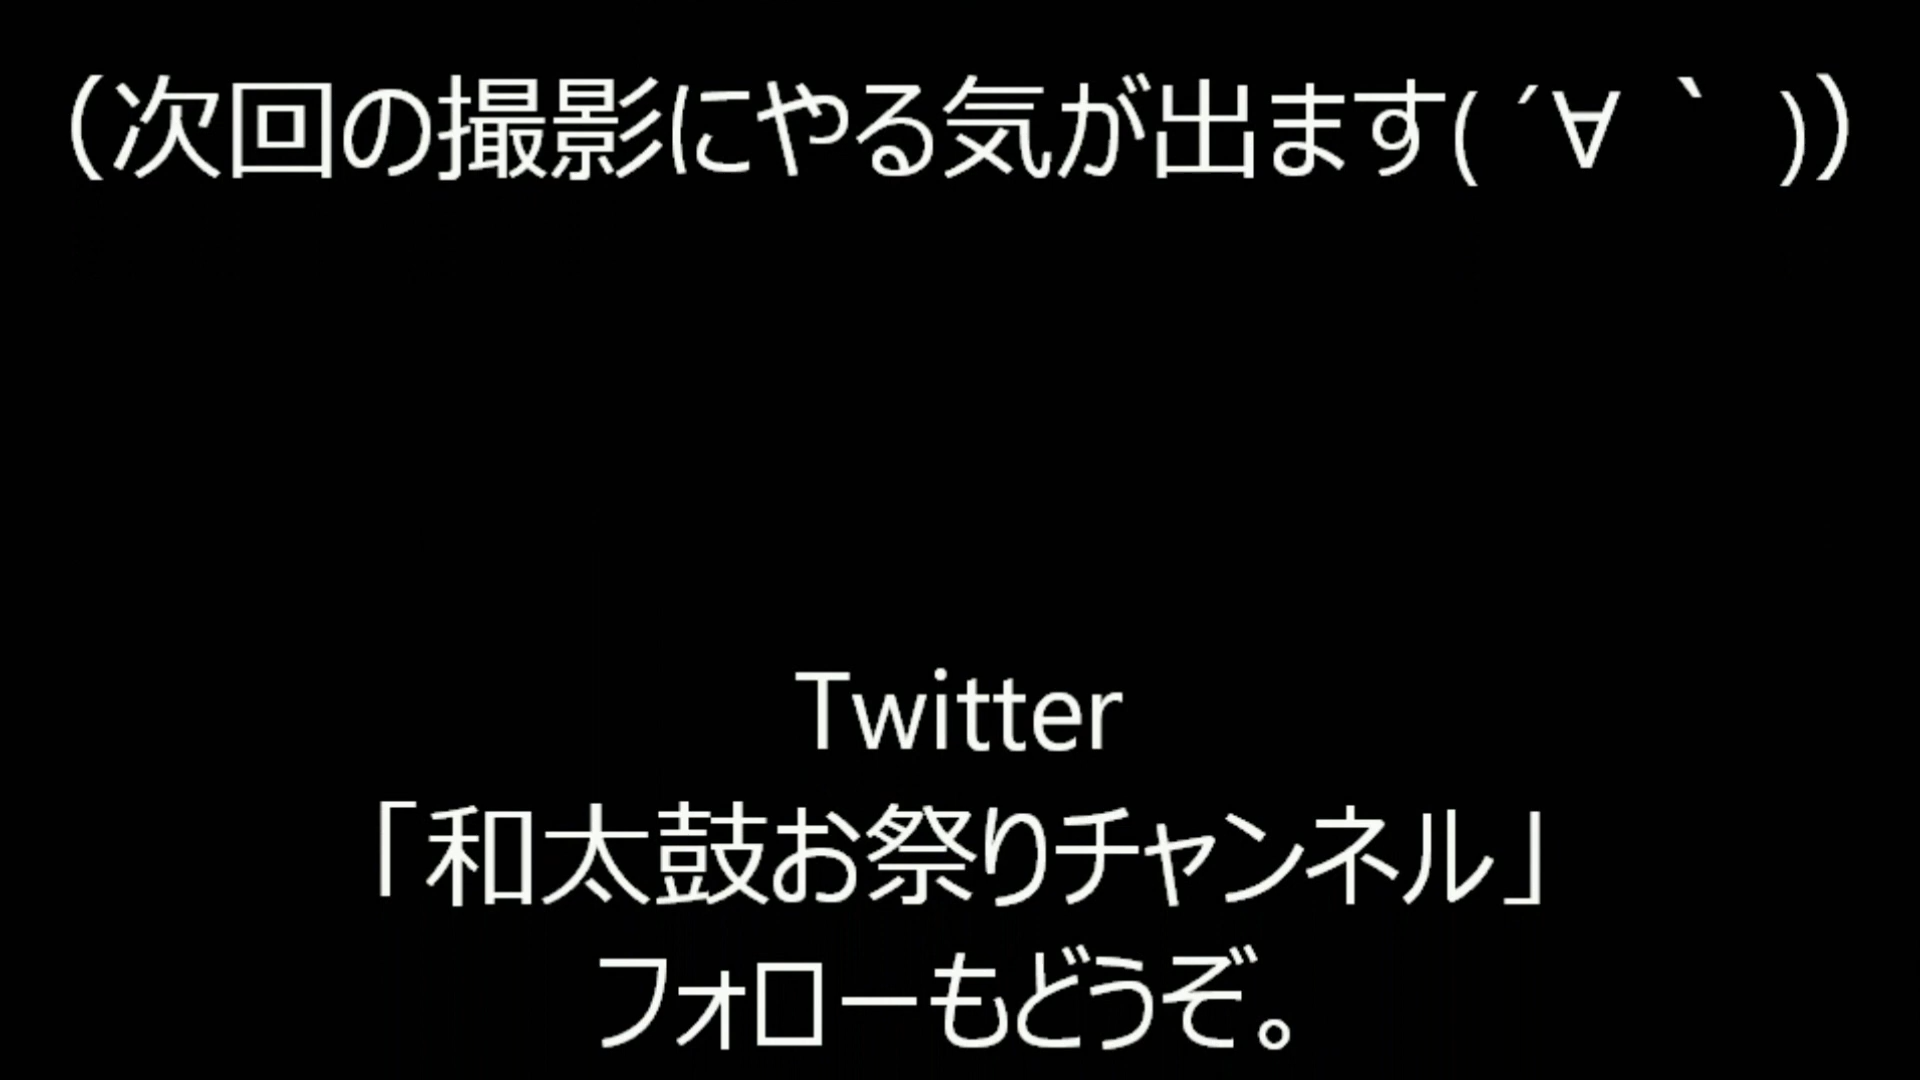 （次回の撮影にやる気が出ます( ´∀ ｀ )）
Twitter
「和太鼓お祭りチャンネル」
フォローもどうぞ。